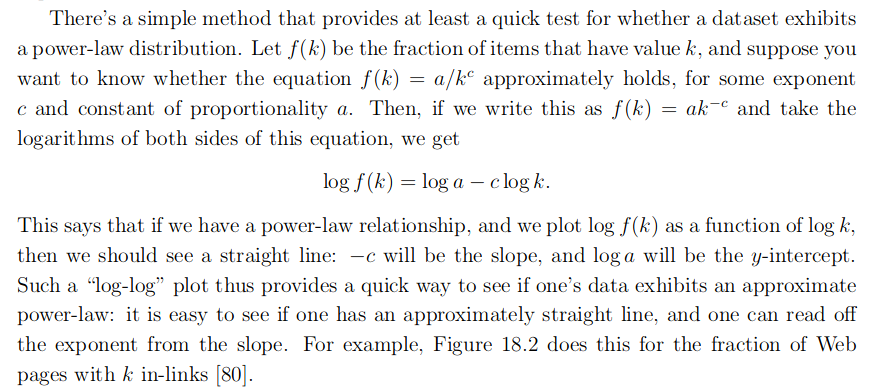 There's a simple method that provides at least a quick test for whether a dataset exhibits
a power-law distribution. Let f(k) be the fraction of items that have value k, and suppose you
want to know whether the equation f(k) = a/k^c approximately holds, for some exponent
c and constant of proportionality a. Then, if we write this as f(k) = ak^−c and take the
logarithms of both sides of this equation, we get
log f(k) = log a − c log k.
This says that if we have a power-law relationship, and we plot log f(k) as a function of log k,
then we should see a straight line: −c will be the slope, and log a will be the y-intercept.
Such a “log-log” plot thus provides a quick way to see if one's data exhibits an approximate
power-law: it is easy to see if one has an approximately straight line, and one can read off
the exponent from the slope. For example, Figure 18.2 does this for the fraction of Web
pages with k in-links [80].